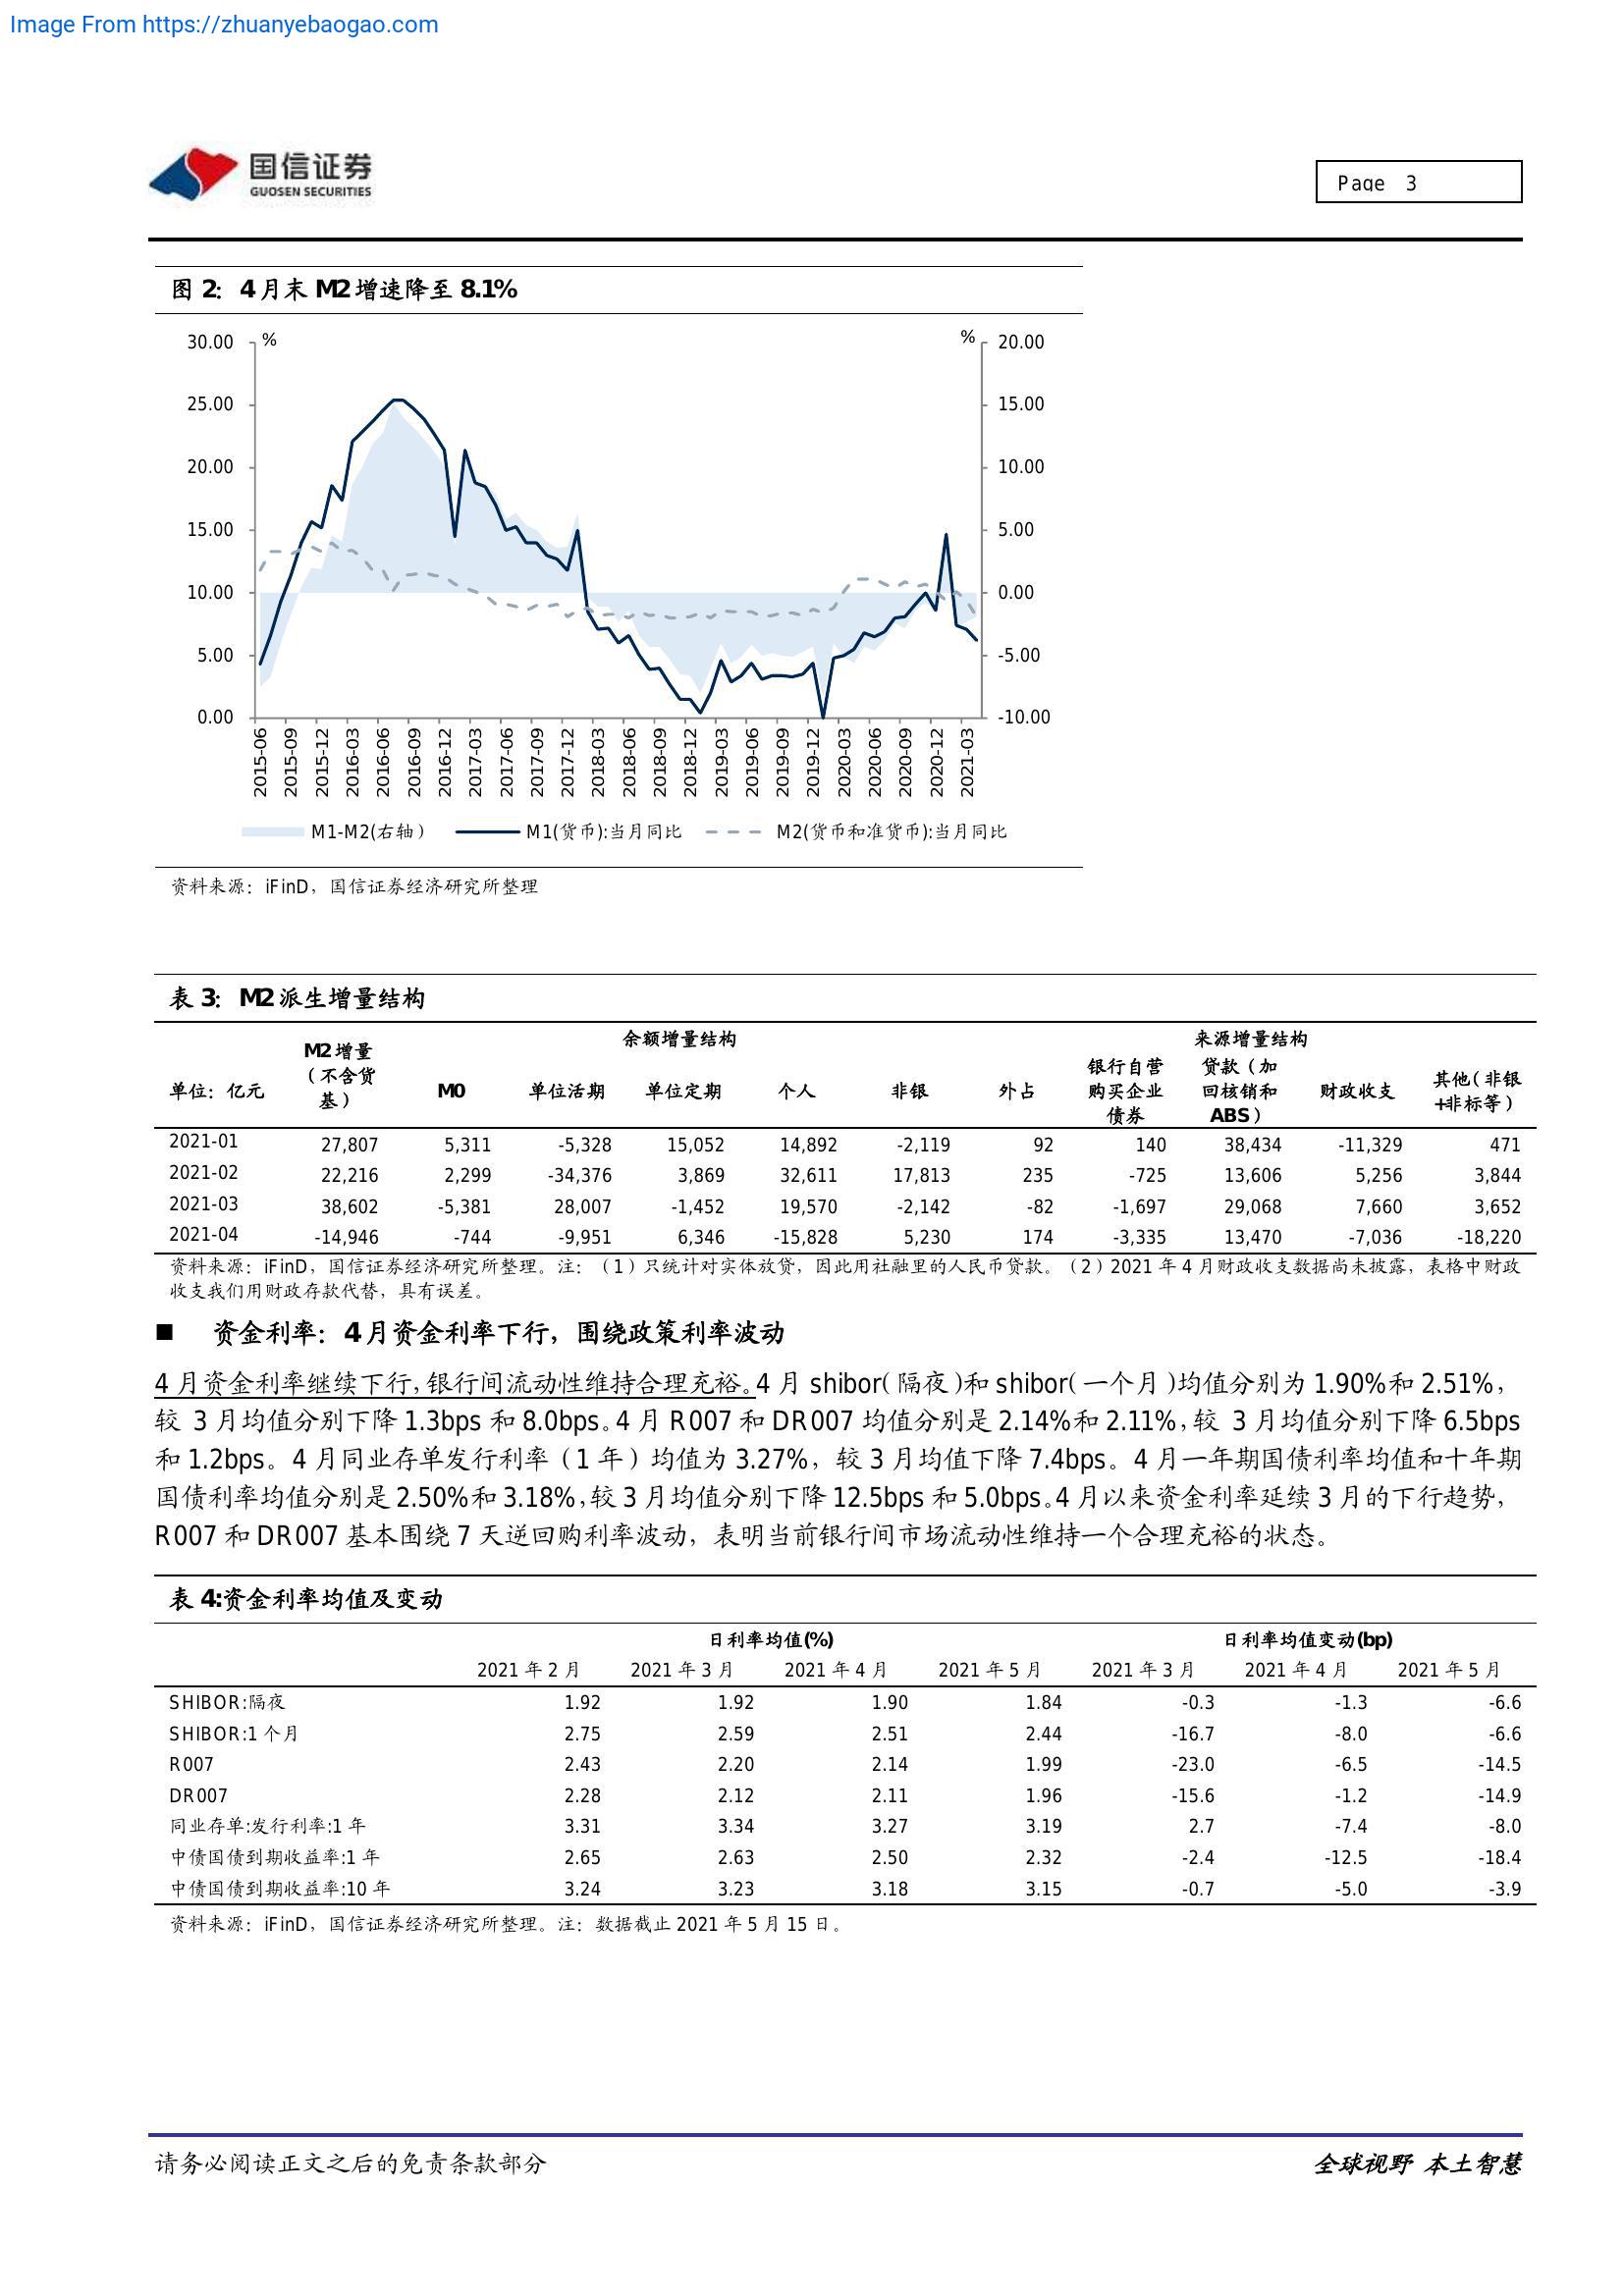 Image From https://zhuanyebaogao.com
国信证券
GUOSEN SECURITIES
Page 3
图 2：4 月末 M2 增速降至 8.1%
30.00 % % 20.00
25.00 15.00
20.00 10.00
15.00 5.00
10.00 0.00
5.00 -5.00
0.00 -10.00
2015-06 2015-09 2015-12 2016-03 2016-06 2016-09 2016-12 2017-03 2017-06 2017-09 2017-12 2018-03 2018-06 2018-09 2018-12 2019-03 2019-06 2019-09 2019-12 2020-03 2020-06 2020-09 2020-12 2021-03
M1-M2(右轴） M1(货币):当月同比 M2(货币和准货币):当月同比
资料来源：iFinD，国信证券经济研究所整理
表 3：M2 派生增量结构
余额增量结构 来源增量结构
单位：亿元 M2 增量（不含货基） M0 单位活期 单位定期 个人 非银 外占 银行自营购买企业债券 贷款（加回核销和ABS） 财政收支 其他（非银+非标等）
2021-01 27,807 5,311 -5,328 15,052 14,892 -2,119 92 140 38,434 -11,329 471
2021-02 22,216 2,299 -34,376 3,869 32,611 17,813 235 -725 13,606 5,256 3,844
2021-03 38,602 -5,381 28,007 -1,452 19,570 -2,142 -82 -1,697 29,068 7,660 3,652
2021-04 -14,946 -744 -9,951 6,346 -15,828 5,230 174 -3,335 13,470 -7,036 -18,220
资料来源：iFinD，国信证券经济研究所整理。注：（1）只统计对实体放贷，因此用社融里的人民币贷款。（2）2021 年 4 月财政收支数据尚未披露，表格中财政
收支我们用财政存款代替，具有误差。
■ 资金利率：4 月资金利率下行，围绕政策利率波动
4 月资金利率继续下行，银行间流动性维持合理充裕。4 月 shibor(隔夜)和 shibor(一个月)均值分别为 1.90%和 2.51%，
较 3 月均值分别下降 1.3bps 和 8.0bps。4 月 R007 和 DR007 均值分别是 2.14%和 2.11%，较 3 月均值分别下降 6.5bps
和 1.2bps。4 月同业存单发行利率（1 年）均值为 3.27%，较 3 月均值下降 7.4bps。4 月一年期国债利率均值和十年期
国债利率均值分别是 2.50%和 3.18%，较 3 月均值分别下降 12.5bps 和 5.0bps。4 月以来资金利率延续 3 月的下行趋势，
R007 和 DR007 基本围绕 7 天逆回购利率波动，表明当前银行间市场流动性维持一个合理充裕的状态。
表 4:资金利率均值及变动
日利率均值(%) 日利率均值变动(bp)
2021 年 2 月 2021 年 3 月 2021 年 4 月 2021 年 5 月 2021 年 3 月 2021 年 4 月 2021 年 5 月
SHIBOR:隔夜 1.92 1.92 1.90 1.84 -0.3 -1.3 -6.6
SHIBOR:1 个月 2.75 2.59 2.51 2.44 -16.7 -8.0 -6.6
R007 2.43 2.20 2.14 1.99 -23.0 -6.5 -14.5
DR007 2.28 2.12 2.11 1.96 -15.6 -1.2 -14.9
同业存单:发行利率:1 年 3.31 3.34 3.27 3.19 2.7 -7.4 -8.0
中债国债到期收益率:1 年 2.65 2.63 2.50 2.32 -2.4 -12.5 -18.4
中债国债到期收益率:10 年 3.24 3.23 3.18 3.15 -0.7 -5.0 -3.9
资料来源：iFinD，国信证券经济研究所整理。注：数据截止 2021 年 5 月 15 日。
请务必阅读正文之后的免责条款部分 全球视野 本土智慧